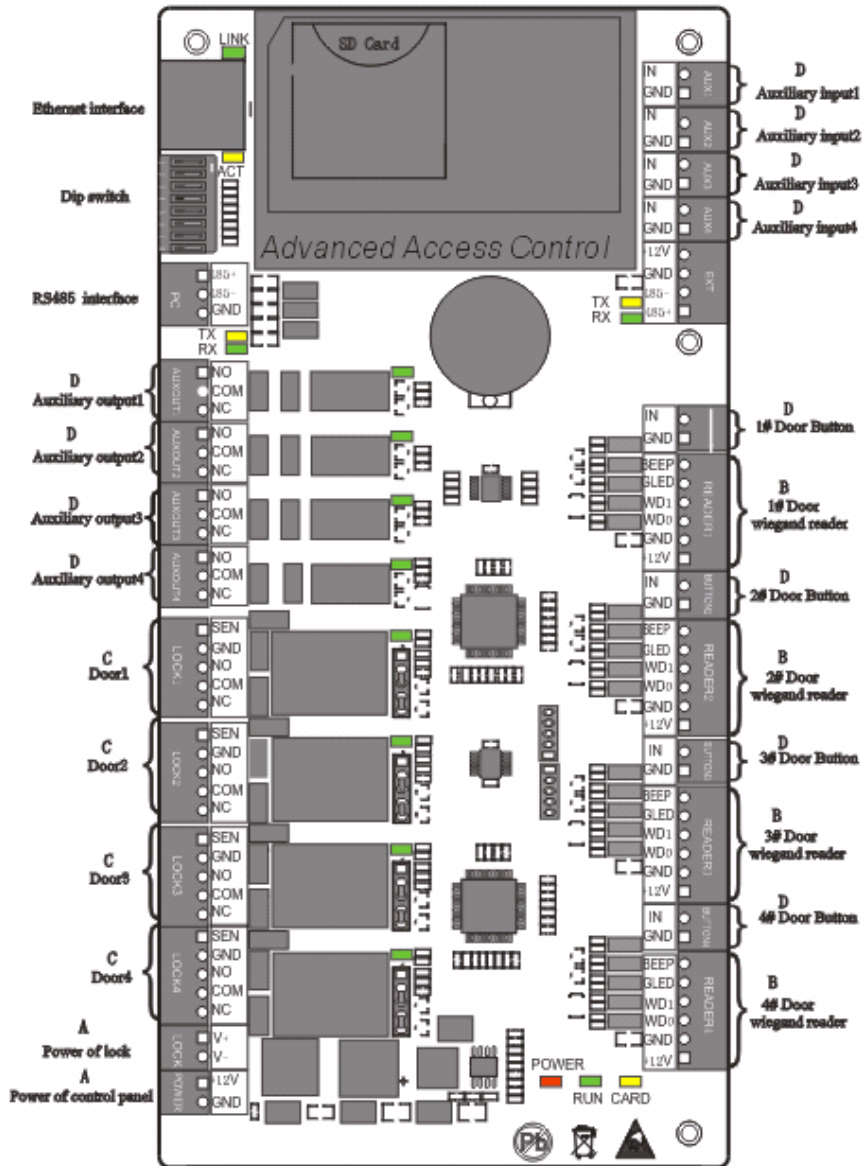 LINK
SD Card
Ethernet interface
ACT
Dip switch
Advanced Access Control
RS485 interface
PC
485+
485-
GND
TX
RX
D
Auxiliary output1
AUXOUT1
NO
COM
NC
D
Auxiliary output2
AUXOUT2
NO
COM
NC
D
Auxiliary output3
AUXOUT3
NO
COM
NC
D
Auxiliary output4
AUXOUT4
NO
COM
NC
C
Door1
LOCK1
SEN
GND
NO
COM
NC
C
Door2
LOCK2
SEN
GND
NO
COM
NC
C
Door3
LOCK3
SEN
GND
NO
COM
NC
C
Door4
LOCK4
SEN
GND
NO
COM
NC
A
Power of lock
LOCK
V+
V-
A
Power of control panel
POWER
+12V
GND
IN
GND
AUX1
D
Auxiliary input1
IN
GND
AUX2
D
Auxiliary input2
IN
GND
AUX3
D
Auxiliary input3
IN
GND
AUX4
D
Auxiliary input4
+12V
GND
485-
485+
EXT
TX
RX
IN
GND
D
1# Door Button
BEEP
GLED
WD1
WD0
GND
+12V
READER1
B
1# Door
wiegand reader
IN
GND
BUTTON2
D
2# Door Button
BEEP
GLED
WD1
WD0
GND
+12V
READER2
B
2# Door
wiegand reader
IN
GND
BUTTON3
D
3# Door Button
BEEP
GLED
WD1
WD0
GND
+12V
READER3
B
3# Door
wiegand reader
IN
GND
BUTTON4
D
4# Door Button
BEEP
GLED
WD1
WD0
GND
+12V
READER4
B
4# Door
wiegand reader
POWER
RUN
CARD
+
Pb